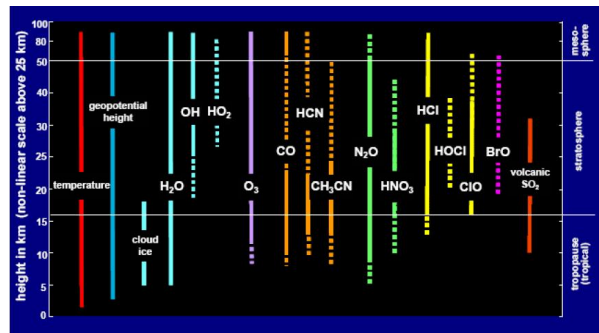 height in km (non-linear scale above 25 km)
100
80
50
40
30
25
20
15
10
5
0
temperature
geopotential
height
cloud
ice
H₂O
OH
HO₂
O₃
CO
HCN
CH₃CN
N₂O
HNO₃
HCl
HOCl
ClO
BrO
volcanic
SO₂
meso-
sphere
stratosphere
tropopause
(tropical)